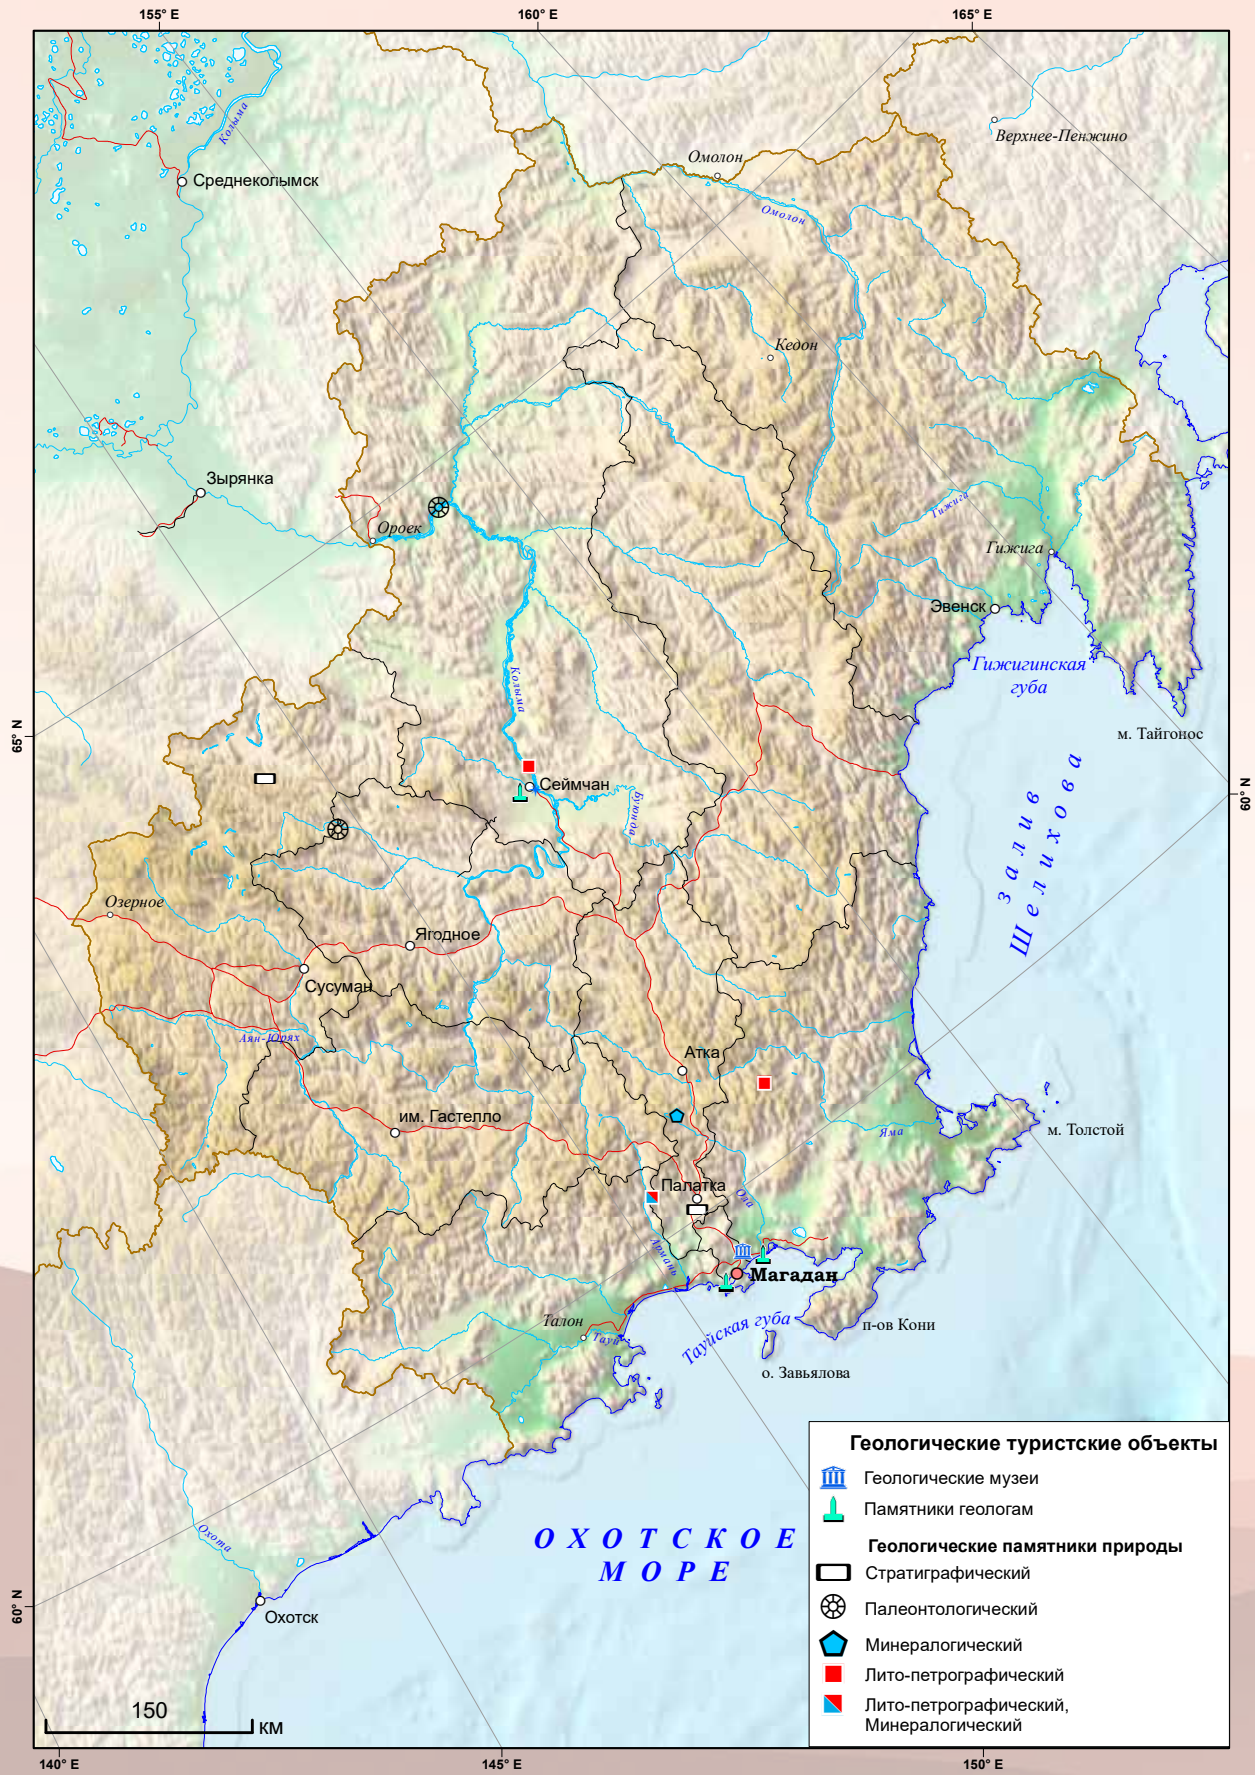 155° E
160° E
165° E
Колыма
Верхнее-Пенжино
Омолон
Среднеколымск
Омолон
Кедон
Зырянка
Гижига
Ороек
Гижига
Эвенск
Гижигинская
губа
Колыма
65° N
м. Тайгонос
Сеймчан
60° N
залив
Шелихова
Озерное
Ягодное
Сусуман
Аян-Юрях
Атка
им. Гастелло
Яма
м. Толстой
Палатка
Ола
Армань
Магадан
Талон
Тауй
Тауйская губа
п-ов Кони
о. Завьялова
Геологические туристские объекты
Геологические музеи
Памятники геологам
Геологические памятники природы
Стратиграфический
Палеонтологический
Минералогический
Лито-петрографический
Лито-петрографический,
Минералогический
ОХОТСКОЕ
МОРЕ
Охота
60° N
Охотск
150
км
140° E
145° E
150° E